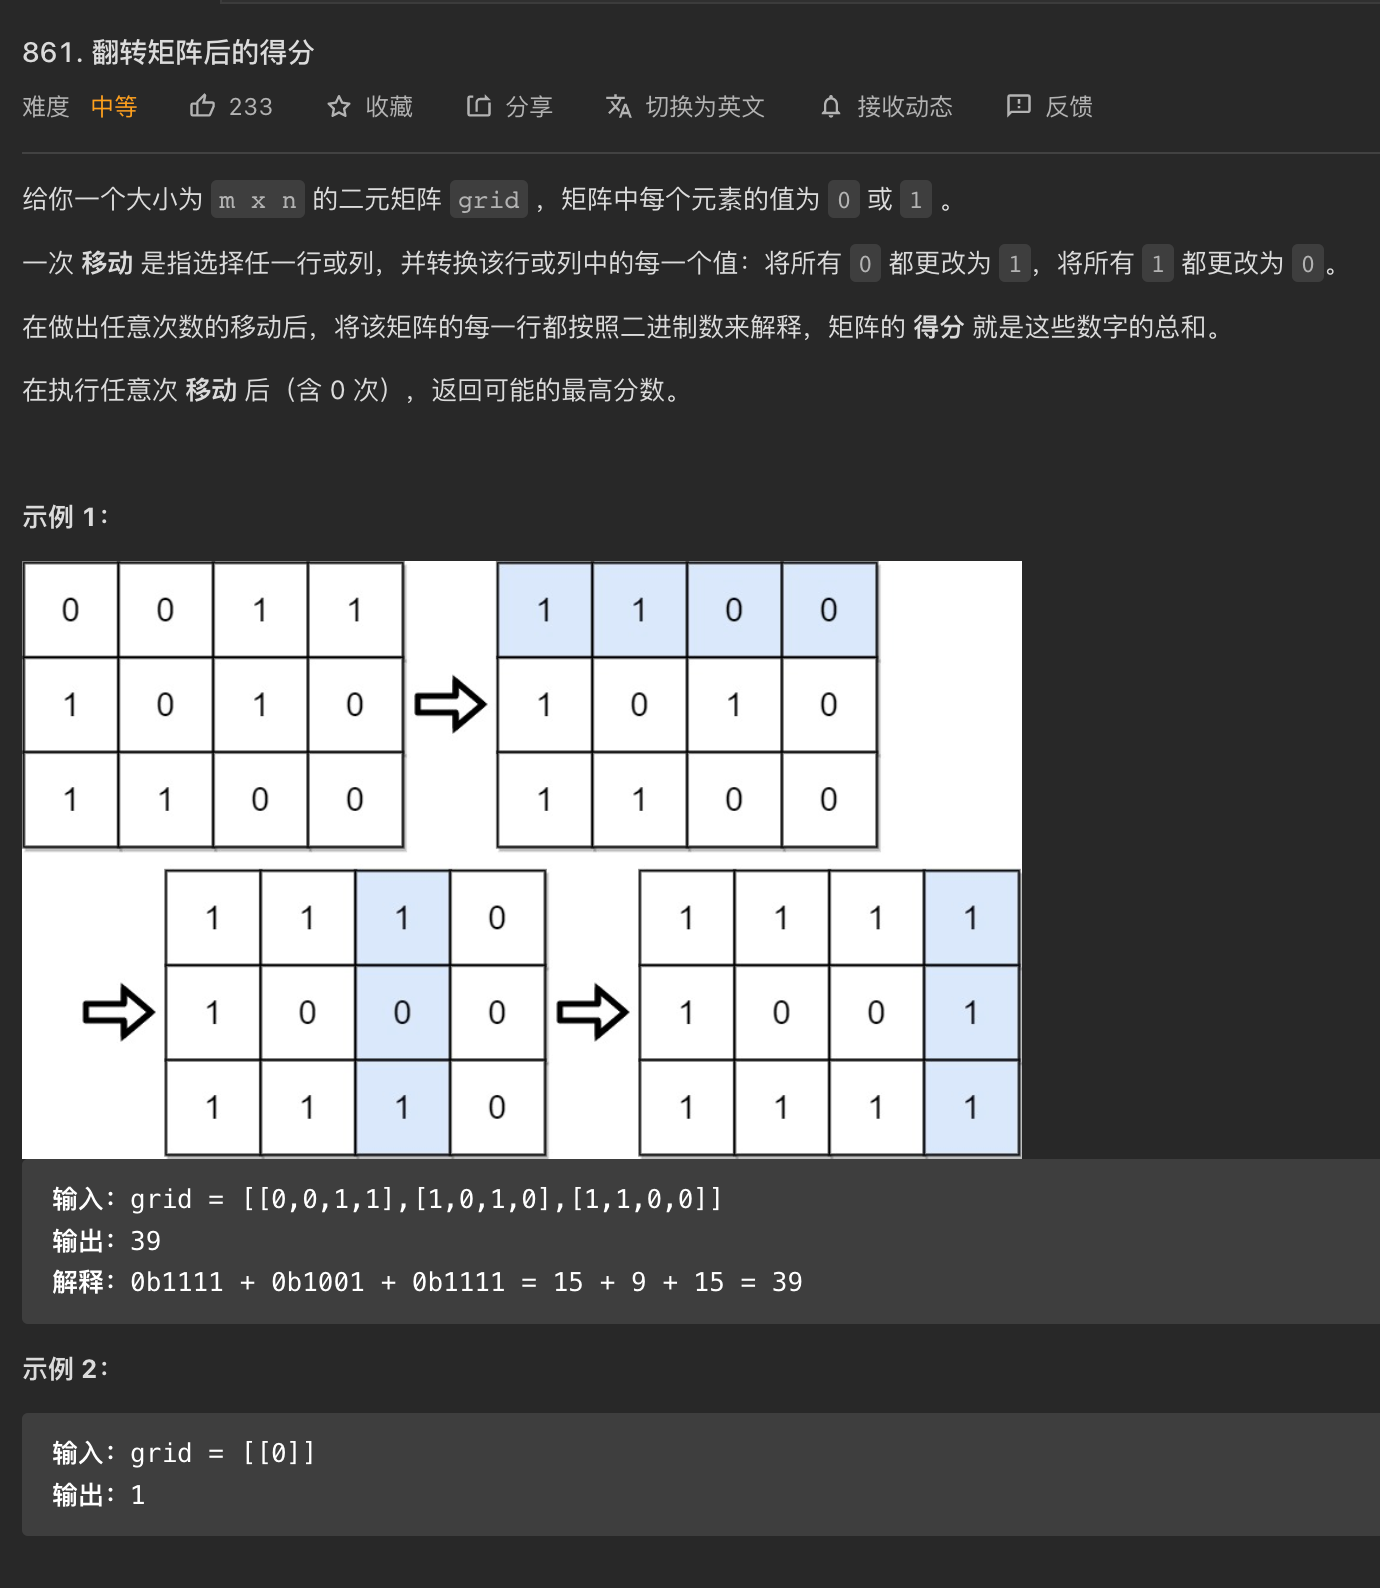 861. 翻转矩阵后的得分
难度 中等 233 收藏 分享 切换为英文 接收动态 反馈
给你一个大小为 m x n 的二元矩阵 grid ，矩阵中每个元素的值为 0 或 1 。
一次 移动 是指选择任一行或列，并转换该行或列中的每一个值：将所有 0 都更改为 1，将所有 1 都更改为 0。
在做出任意次数的移动后，将该矩阵的每一行都按照二进制数来解释，矩阵的 得分 就是这些数字的总和。
在执行任意次 移动 后（含 0 次），返回可能的最高分数。
示例 1：
0 0 1 1 1 1 0 0
1 0 1 0 1 0 1 0
1 1 0 0 1 1 0 0
1 1 1 0 1 1 1 1
1 0 0 0 1 0 0 1
1 1 1 0 1 1 1 1
输入：grid = [[0,0,1,1],[1,0,1,0],[1,1,0,0]]
输出：39
解释：0b1111 + 0b1001 + 0b1111 = 15 + 9 + 15 = 39
示例 2：
输入：grid = [[0]]
输出：1